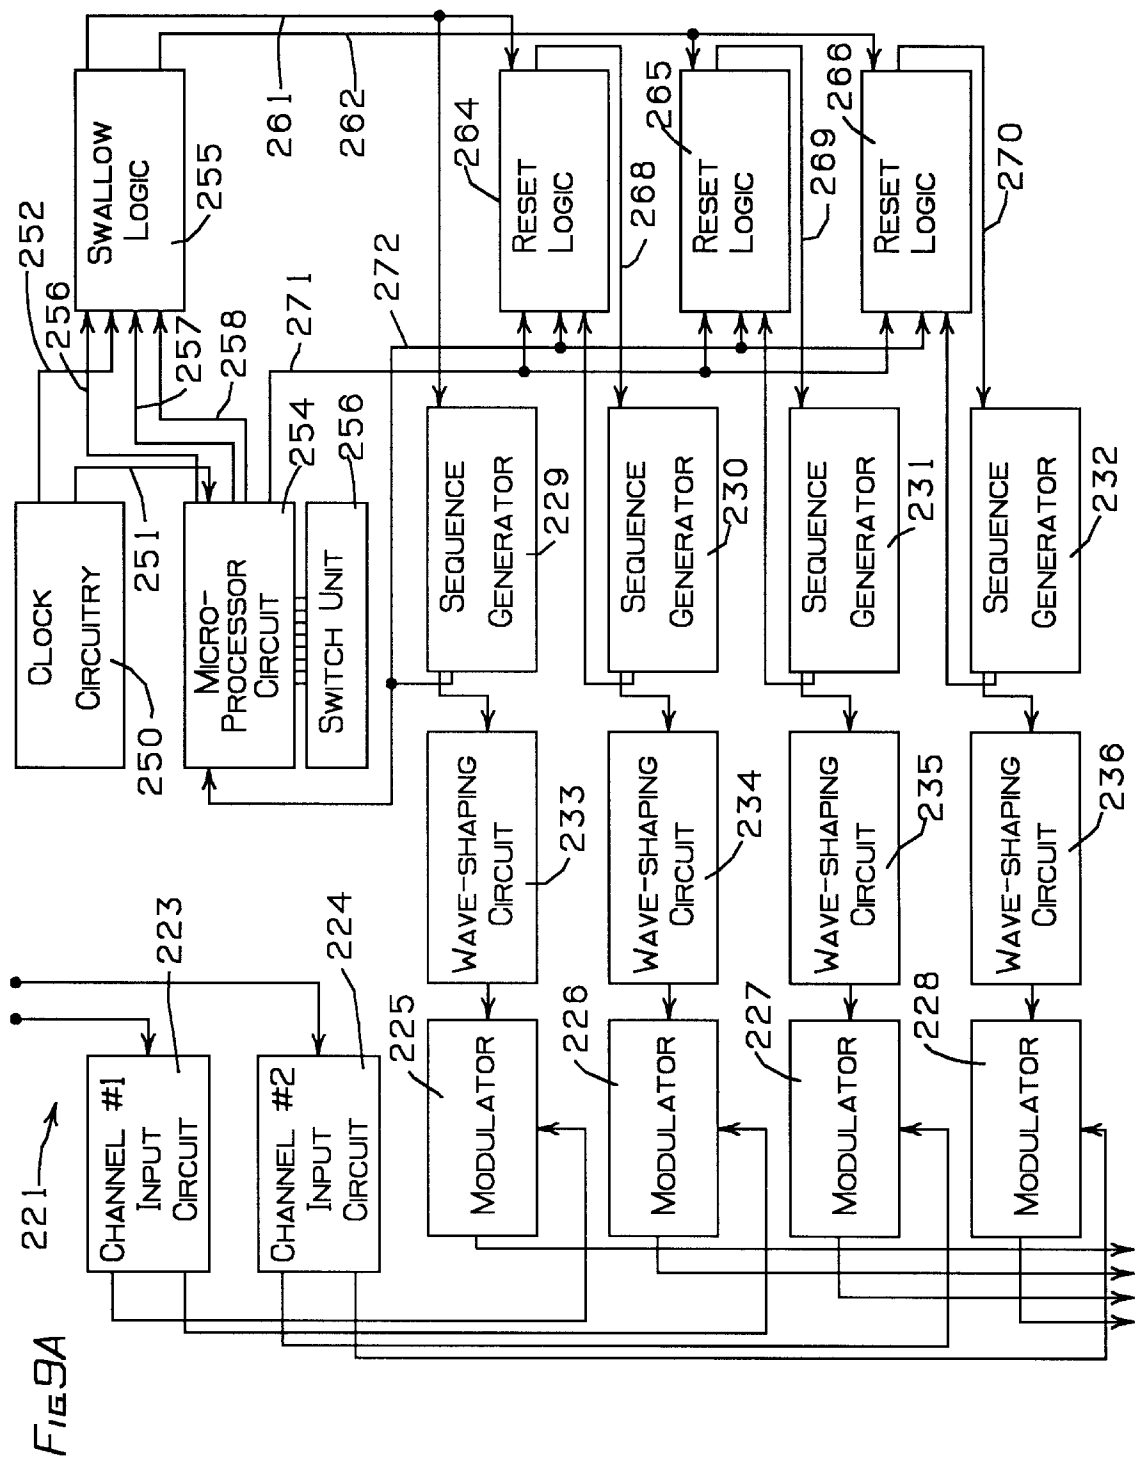 FIG. 9A
221
CHANNEL #1
INPUT
CIRCUIT
223
CHANNEL #2
INPUT
CIRCUIT
224
CLOCK
CIRCUITRY
250
251
252
MICRO-
PROCESSOR
CIRCUIT
254
SWITCH UNIT
256
256
257
258
SWALLOW
LOGIC
255
261
262
271
272
MODULATOR
225
WAVE-SHAPING
CIRCUIT
233
SEQUENCE
GENERATOR
229
RESET
LOGIC
264
268
MODULATOR
226
WAVE-SHAPING
CIRCUIT
234
SEQUENCE
GENERATOR
230
RESET
LOGIC
265
269
MODULATOR
227
WAVE-SHAPING
CIRCUIT
235
SEQUENCE
GENERATOR
231
RESET
LOGIC
266
270
MODULATOR
228
WAVE-SHAPING
CIRCUIT
236
SEQUENCE
GENERATOR
232